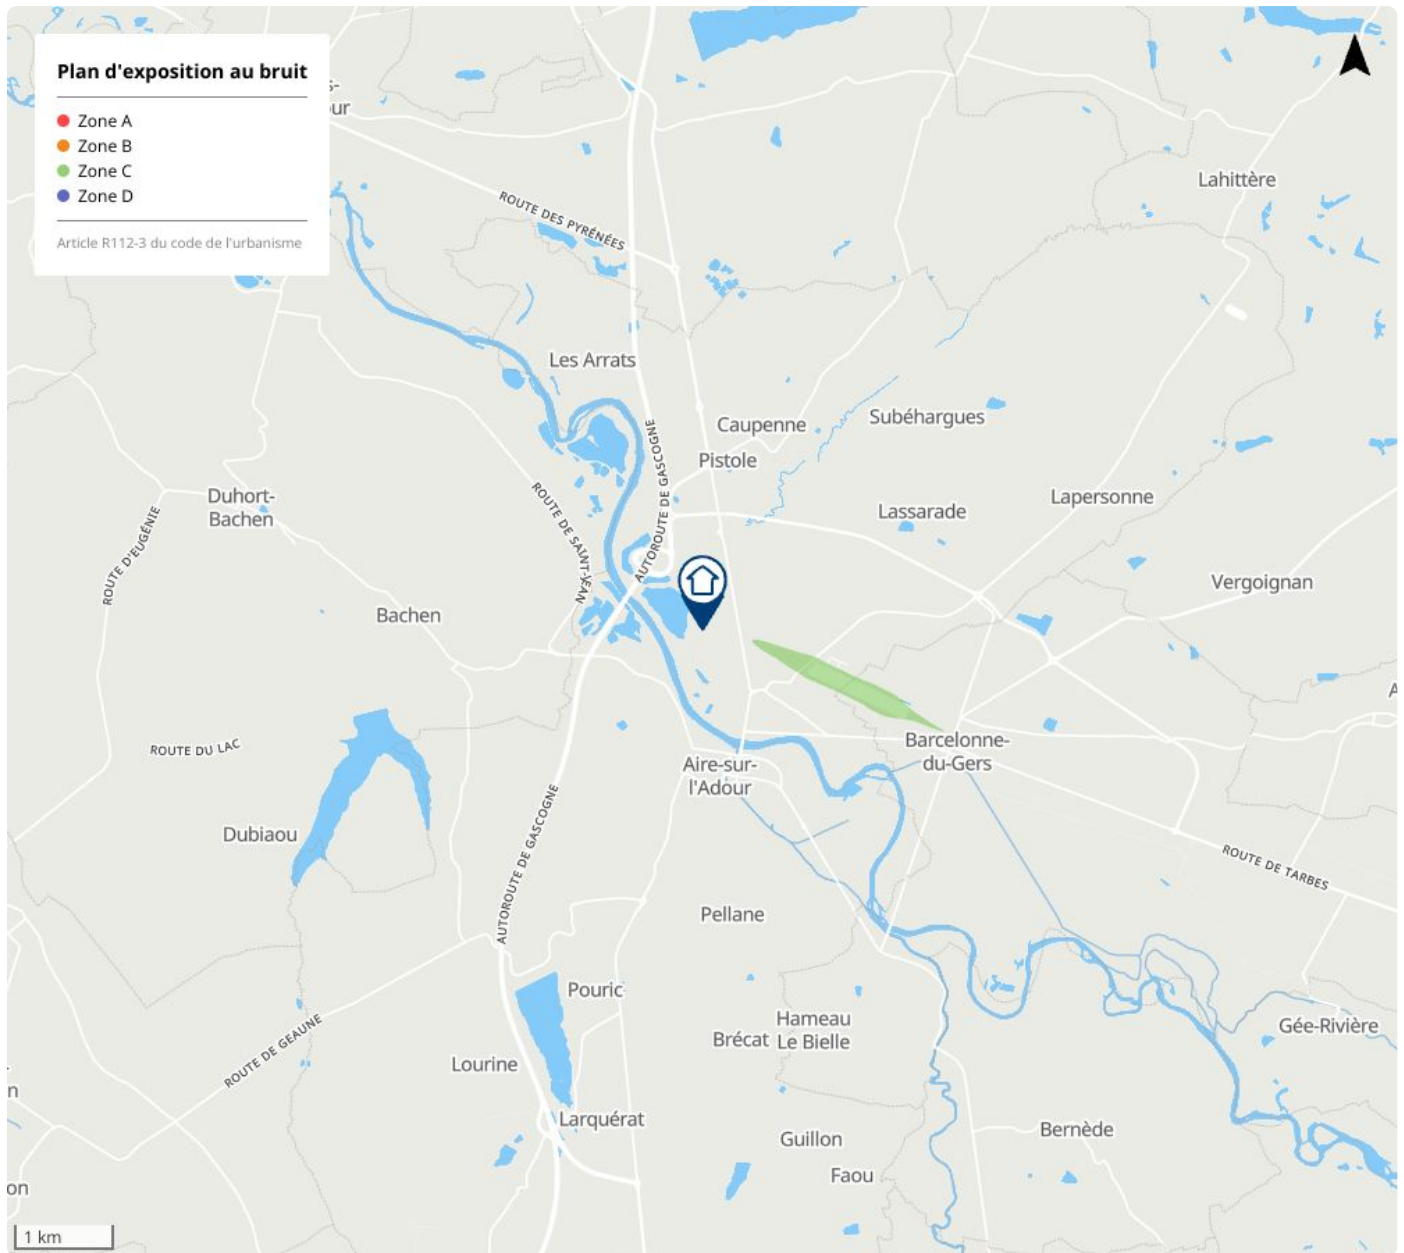 Plan d'exposition au bruit
Zone A
Zone B
Zone C
Zone D
Article R112-3 du code de l'urbanisme
Lahittère
ROUTE DES PYRÉNÉES
Les Arrats
Caupenne
Subéhargues
Pistole
AUTOROUTE DE GASCOGNE
Duhort-
Bachen
ROUTE DE SAINT-JEAN
Lapersonne
Lassarade
ROUTE D'EUGÉNIE
Vergoignan
Bachen
ROUTE DU LAC
Barcelonne-
du-Gers
Aire-sur-
l'Adour
Dubiaou
AUTOROUTE DE GASCOGNE
ROUTE DE TARBES
Pellane
Pouric
Hameau
Le Bielle
Brécat
Gée-Rivière
ROUTE DE GEAUNE
Lourine
Larquérat
Guillon
Bernède
Faou
1 km